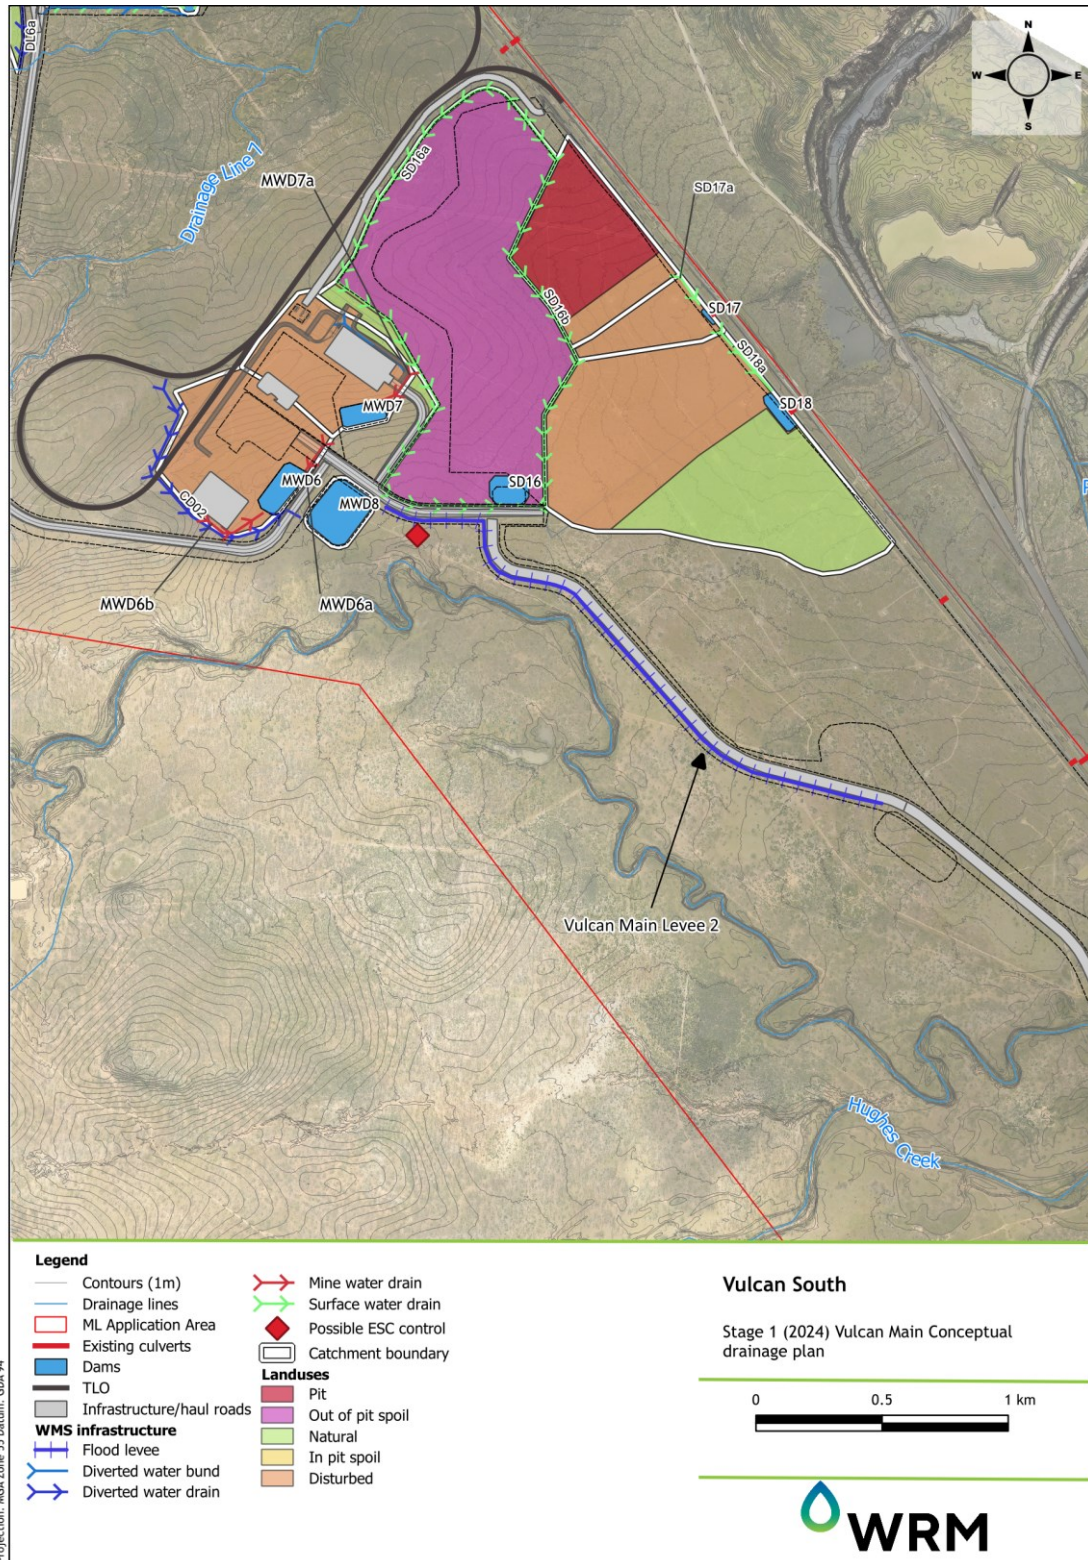 DL6a
N
W
E
S
Drainage Line 7
SD16a
MWD7a
SD17a
SD17
SD16b
SD18a
SD18
MWD7
SD16
MWD6
MWD8
CD02
MWD6b
MWD6a
Vulcan Main Levee 2
Hughes Creek
Legend
Contours (1m)
Drainage lines
ML Application Area
Existing culverts
Dams
TLO
Infrastructure/haul roads
WMS infrastructure
Flood levee
Diverted water bund
Diverted water drain
Mine water drain
Surface water drain
Possible ESC control
Catchment boundary
Landuses
Pit
Out of pit spoil
Natural
In pit spoil
Disturbed
Vulcan South
Stage 1 (2024) Vulcan Main Conceptual
drainage plan
0 0.5 1 km
WRM